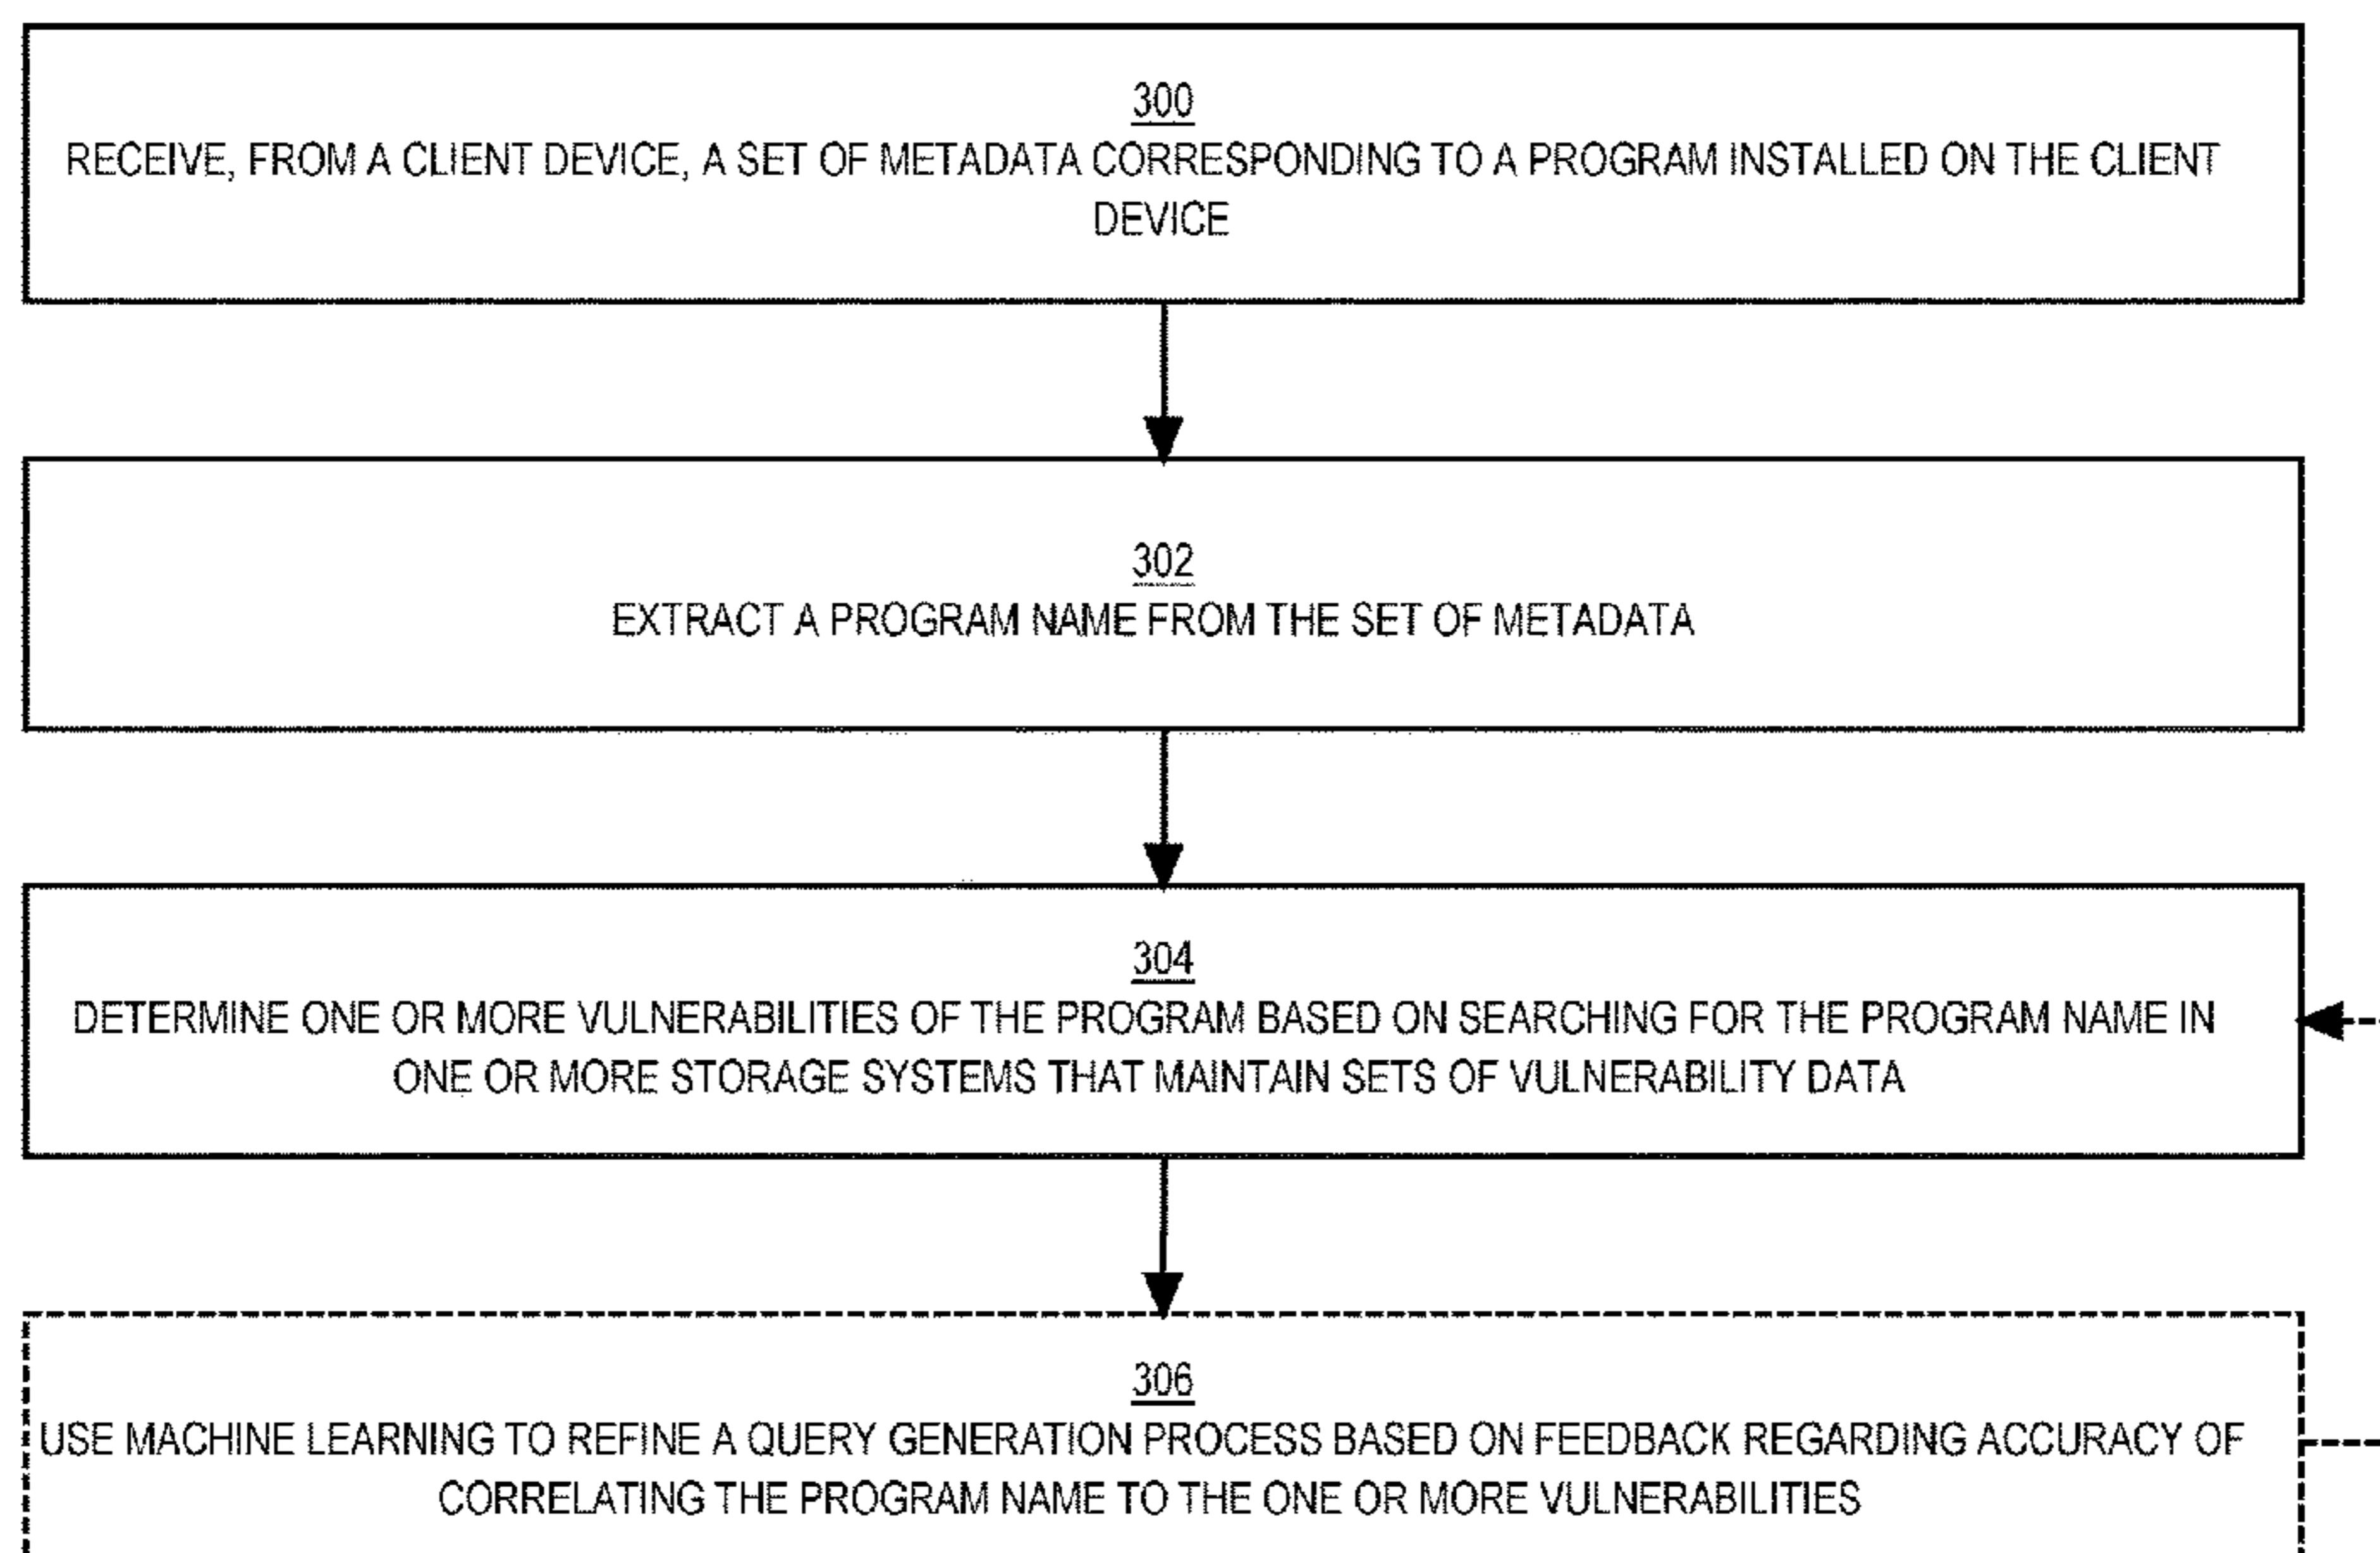 300
RECEIVE, FROM A CLIENT DEVICE, A SET OF METADATA CORRESPONDING TO A PROGRAM INSTALLED ON THE CLIENT
DEVICE
302
EXTRACT A PROGRAM NAME FROM THE SET OF METADATA
304
DETERMINE ONE OR MORE VULNERABILITIES OF THE PROGRAM BASED ON SEARCHING FOR THE PROGRAM NAME IN
ONE OR MORE STORAGE SYSTEMS THAT MAINTAIN SETS OF VULNERABILITY DATA
306
USE MACHINE LEARNING TO REFINE A QUERY GENERATION PROCESS BASED ON FEEDBACK REGARDING ACCURACY OF
CORRELATING THE PROGRAM NAME TO THE ONE OR MORE VULNERABILITIES